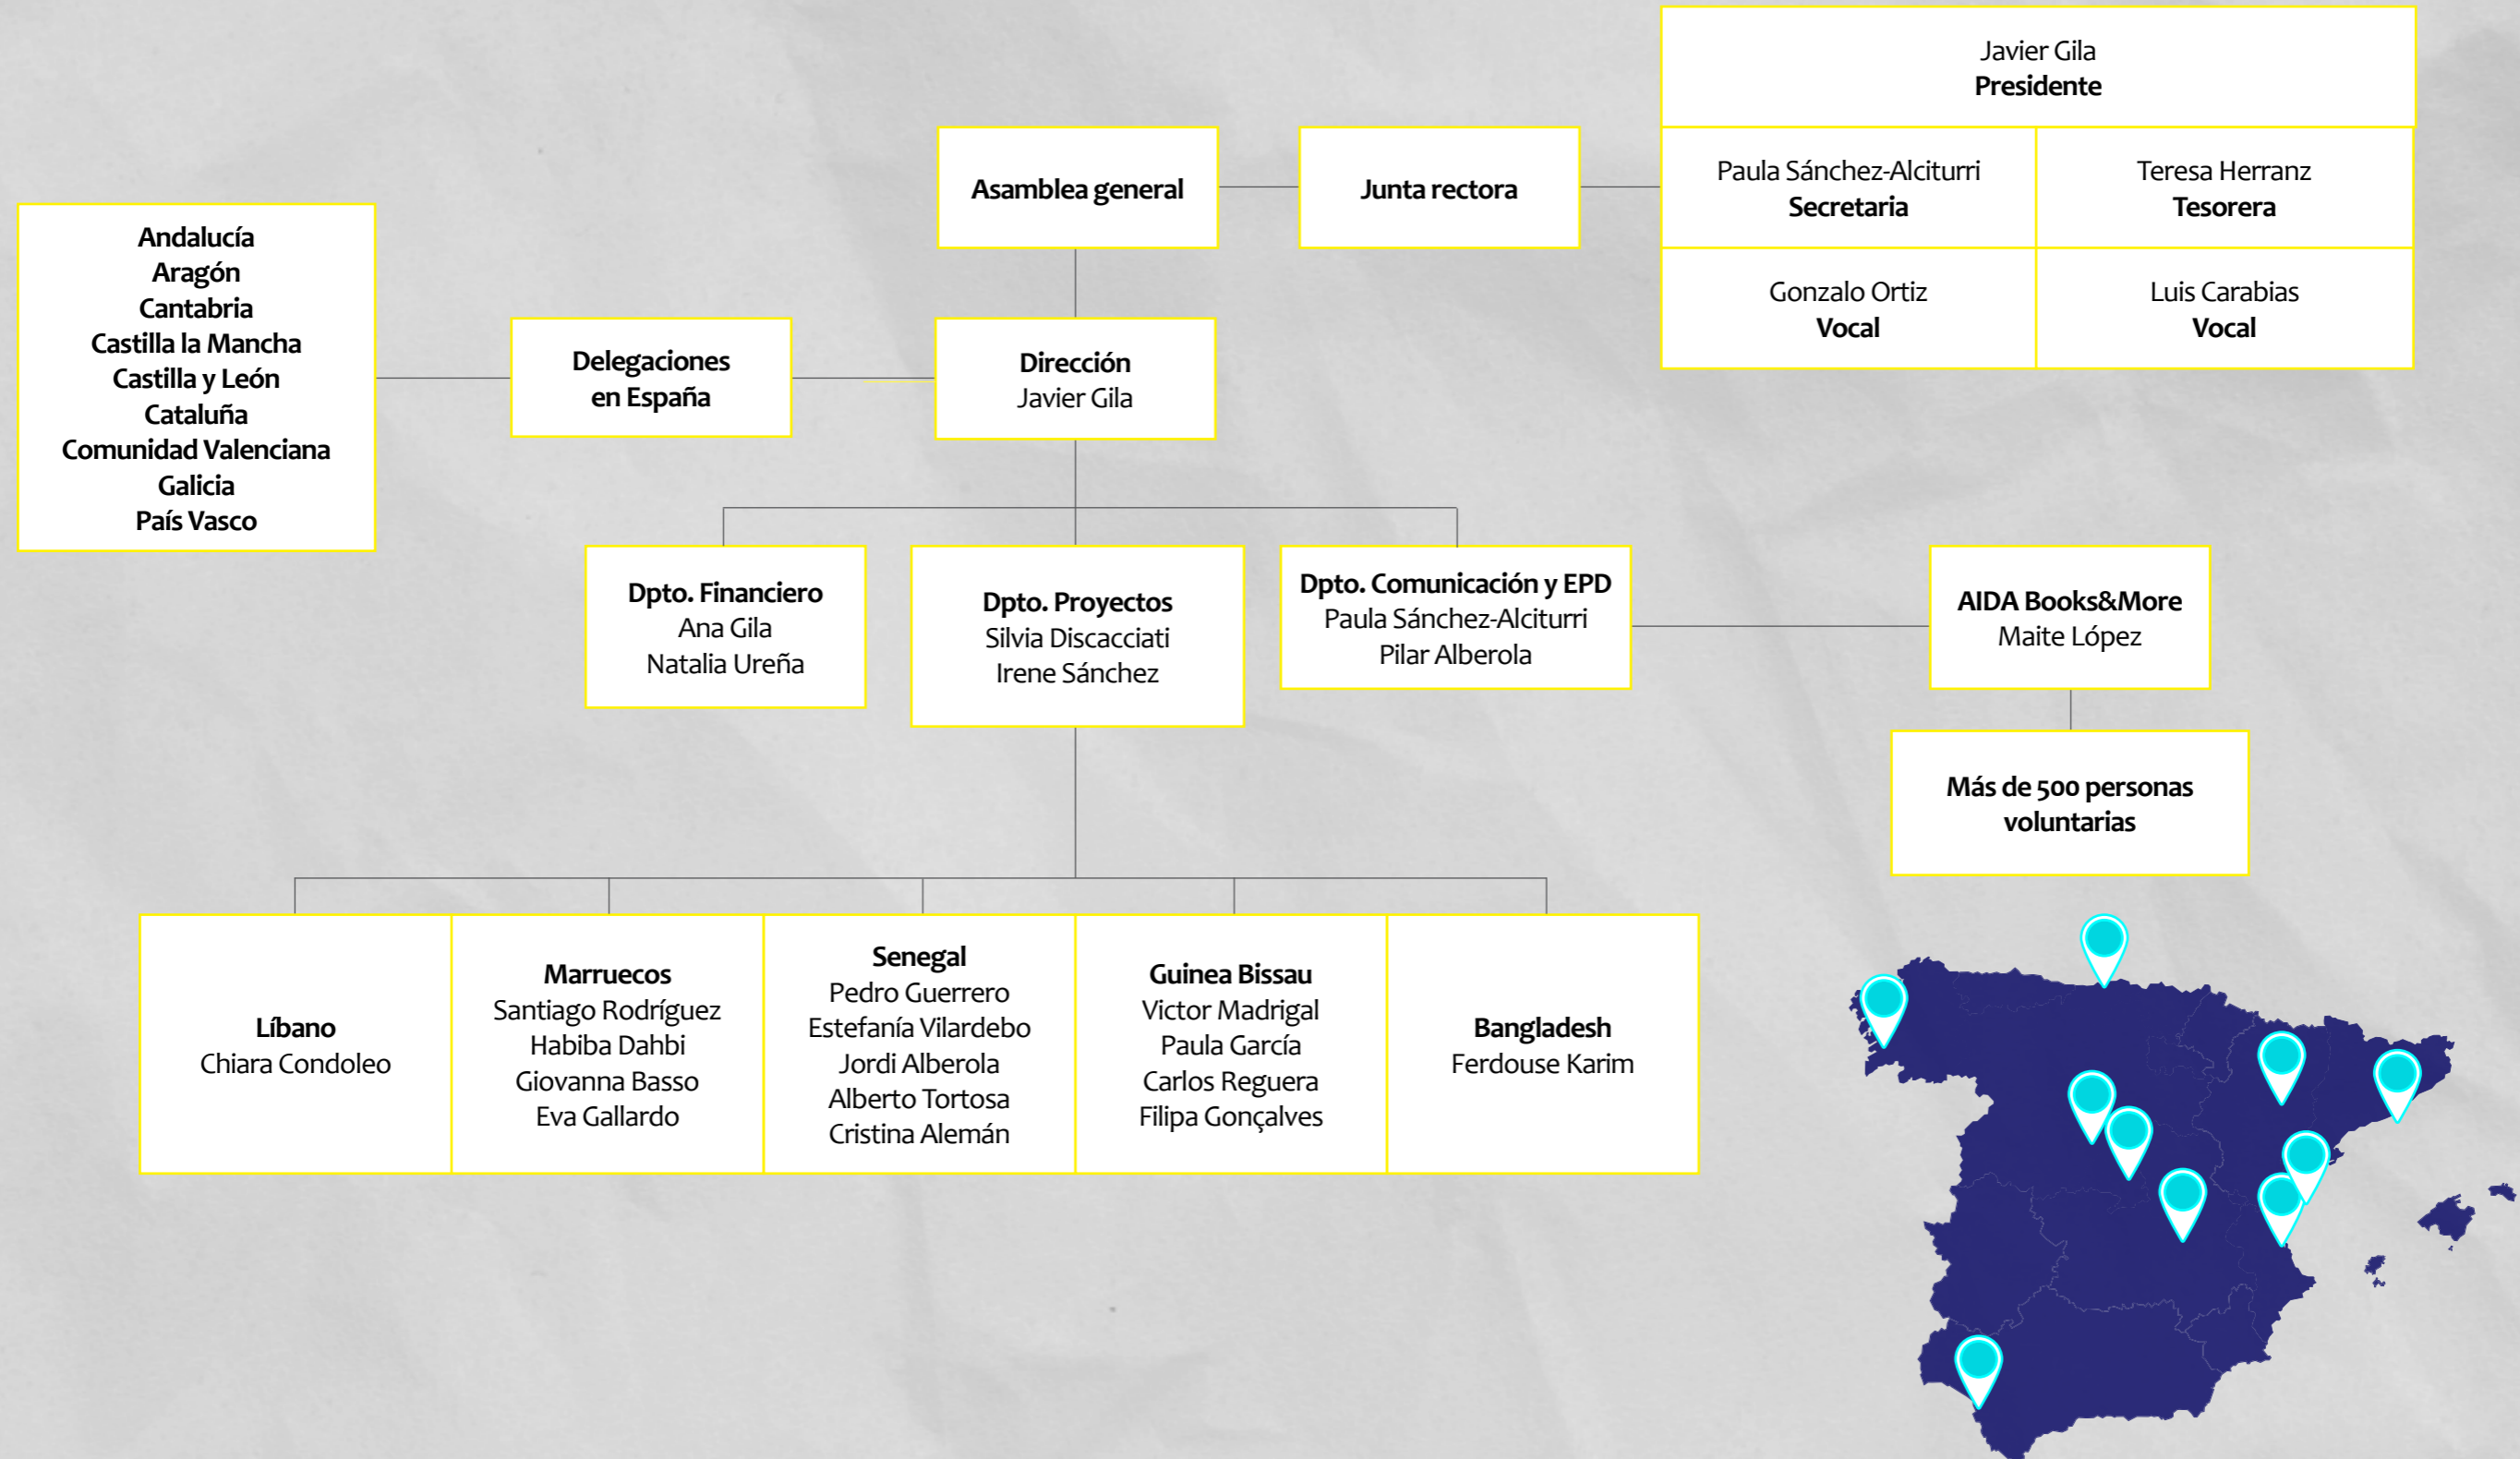 Javier Gila
Presidente
Asamblea general
Junta rectora
Paula Sánchez-Alciturri
Secretaria
Teresa Herranz
Tesorera
Gonzalo Ortiz
Vocal
Luis Carabias
Vocal
Andalucía
Aragón
Cantabria
Castilla la Mancha
Castilla y León
Cataluña
Comunidad Valenciana
Galicia
País Vasco
Delegaciones
en España
Dirección
Javier Gila
Dpto. Financiero
Ana Gila
Natalia Ureña
Dpto. Proyectos
Silvia Discacciati
Irene Sánchez
Dpto. Comunicación y EPD
Paula Sánchez-Alciturri
Pilar Alberola
AIDA Books&More
Maite López
Más de 500 personas
voluntarias
Líbano
Chiara Condoleo
Marruecos
Santiago Rodríguez
Habiba Dahbi
Giovanna Basso
Eva Gallardo
Senegal
Pedro Guerrero
Estefanía Vilardebo
Jordi Alberola
Alberto Tortosa
Cristina Alemán
Guinea Bissau
Victor Madrigal
Paula García
Carlos Reguera
Filipa Gonçalves
Bangladesh
Ferdouse Karim